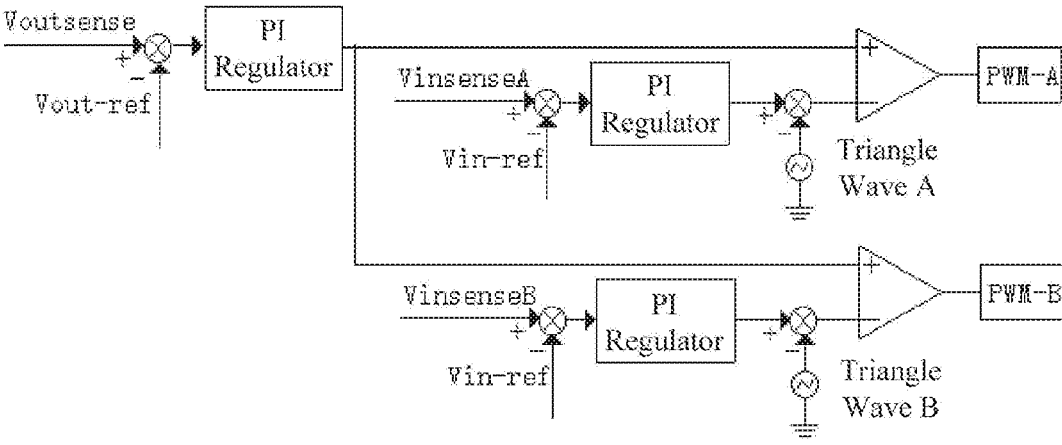 Voutsense
PI
Regulator
+
-
Vout-ref
+
PWM-A
VinsenseA
PI
Regulator
+
-
+
-
Vin-ref
Triangle
Wave A
+
PWM-B
VinsenseB
PI
Regulator
+
-
+
-
Vin-ref
Triangle
Wave B